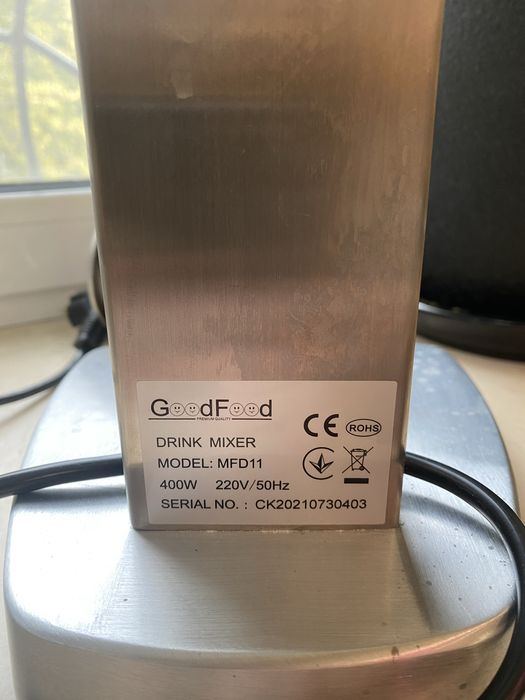 GoodFood
PREMIUM QUALITY
CE
ROHS
DRINK MIXER
MODEL: MFD11
400W 220V/50Hz
SERIAL NO. : CK20210730403